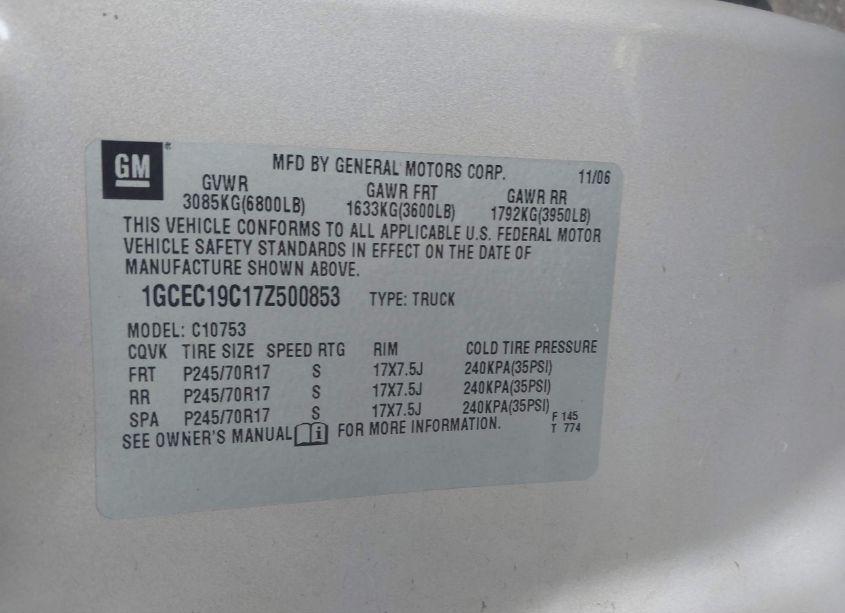 GM
MFD BY GENERAL MOTORS CORP. 11/06
GVWR GAWR FRT GAWR RR
3085KG(6800LB) 1633KG(3600LB) 1792KG(3950LB)
THIS VEHICLE CONFORMS TO ALL APPLICABLE U.S. FEDERAL MOTOR
VEHICLE SAFETY STANDARDS IN EFFECT ON THE DATE OF
MANUFACTURE SHOWN ABOVE.
1GCEC19C17Z500853 TYPE: TRUCK
MODEL: C10753
CQVK TIRE SIZE SPEED RTG RIM COLD TIRE PRESSURE
FRT P245/70R17 S 17X7.5J 240KPA(35PSI)
RR P245/70R17 S 17X7.5J 240KPA(35PSI)
SPA P245/70R17 S 17X7.5J 240KPA(35PSI) F 145
SEE OWNER'S MANUAL i FOR MORE INFORMATION. T 774